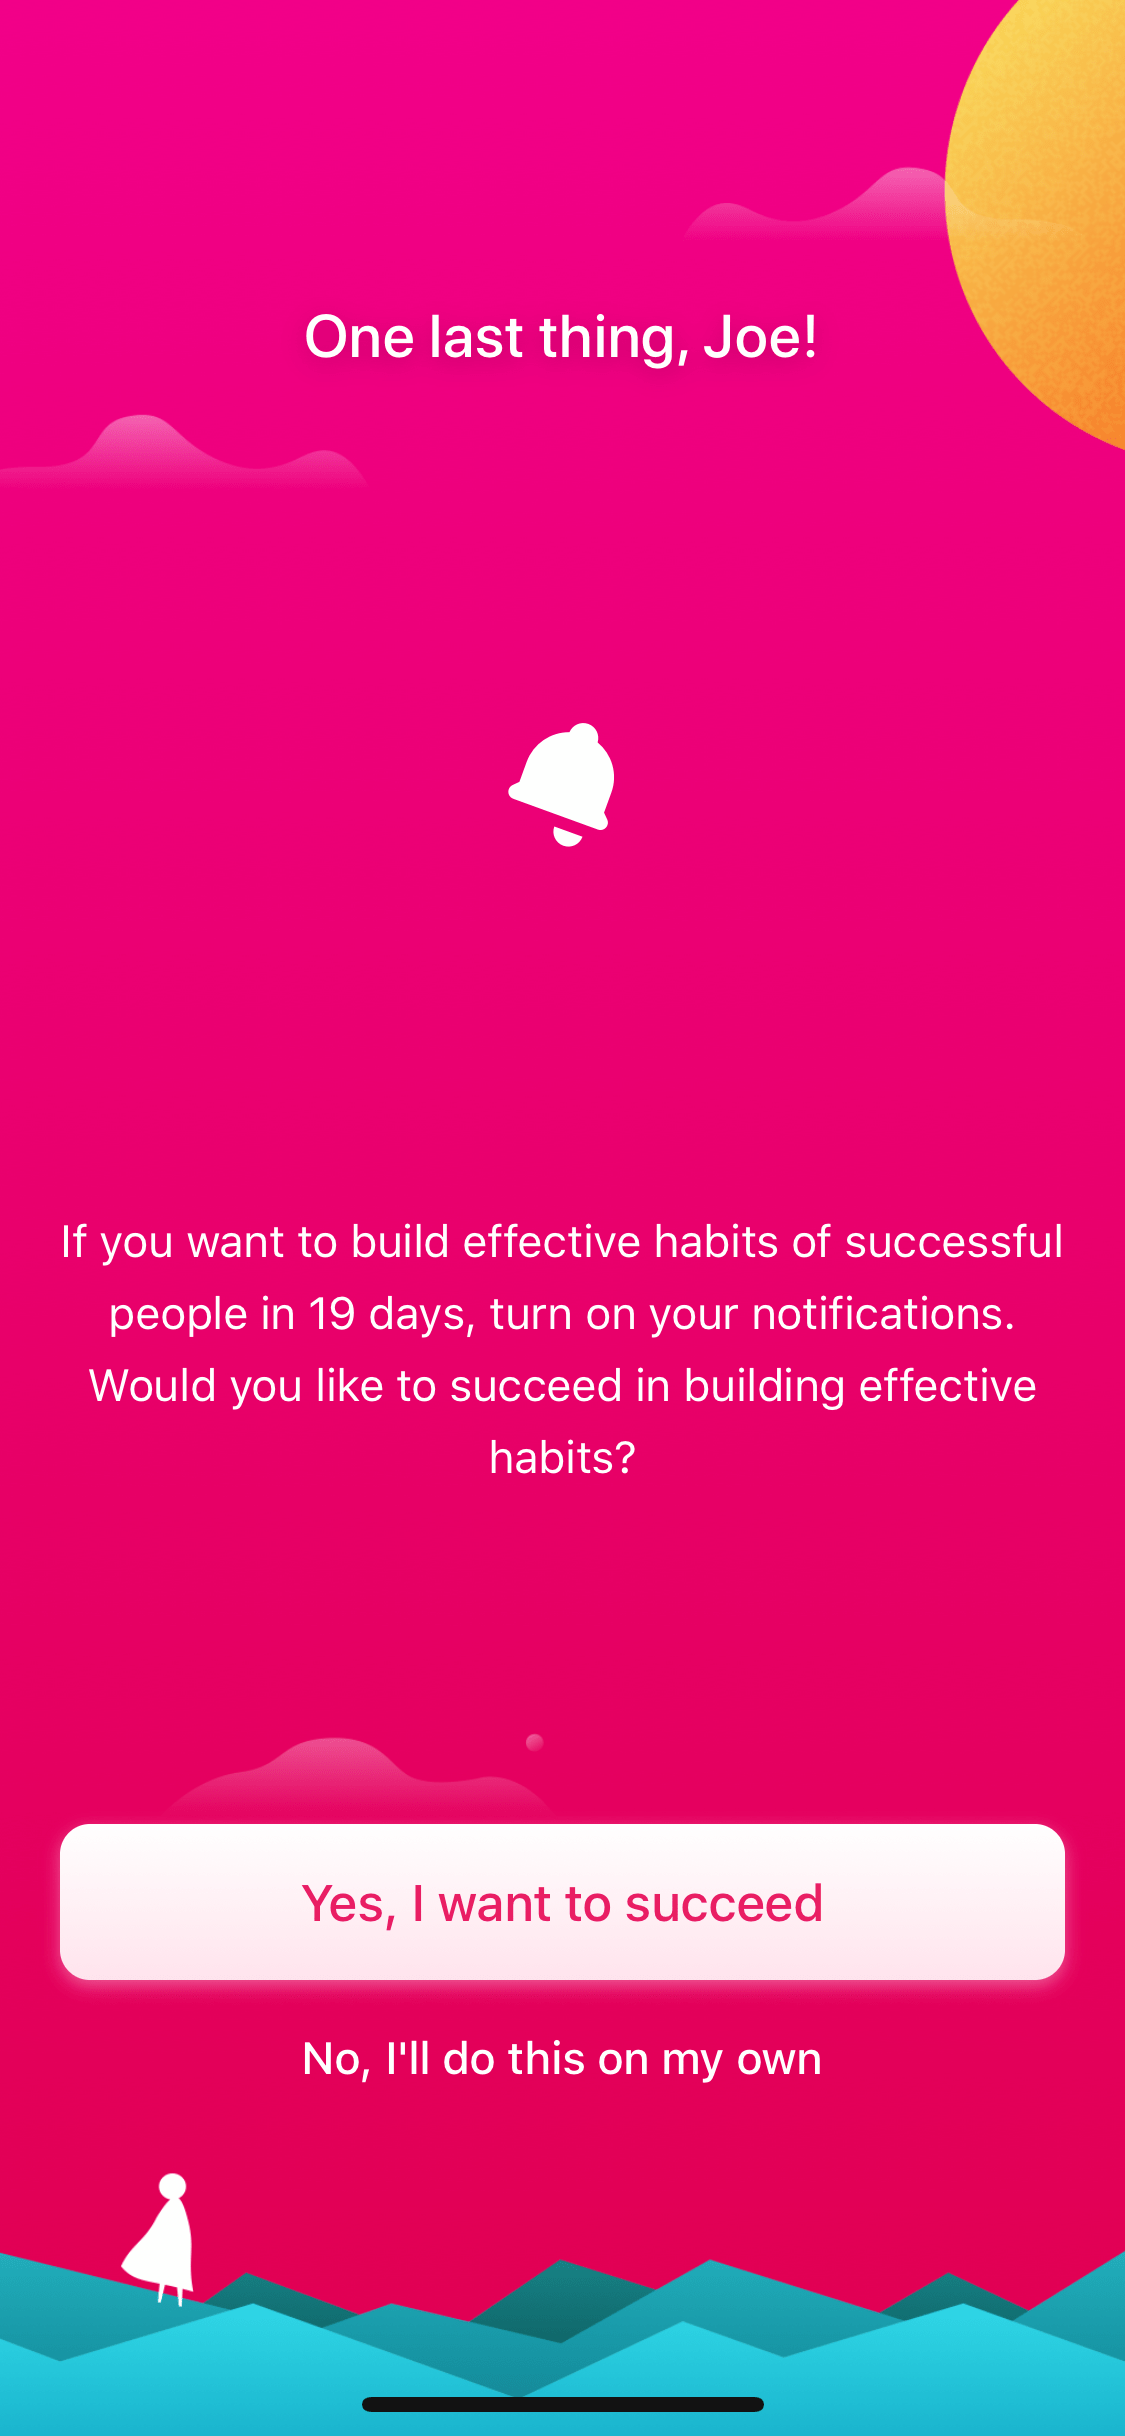 One last thing, Joe!
If you want to build effective habits of successful
people in 19 days, turn on your notifications.
Would you like to succeed in building effective
habits?
Yes, I want to succeed
No, I'll do this on my own